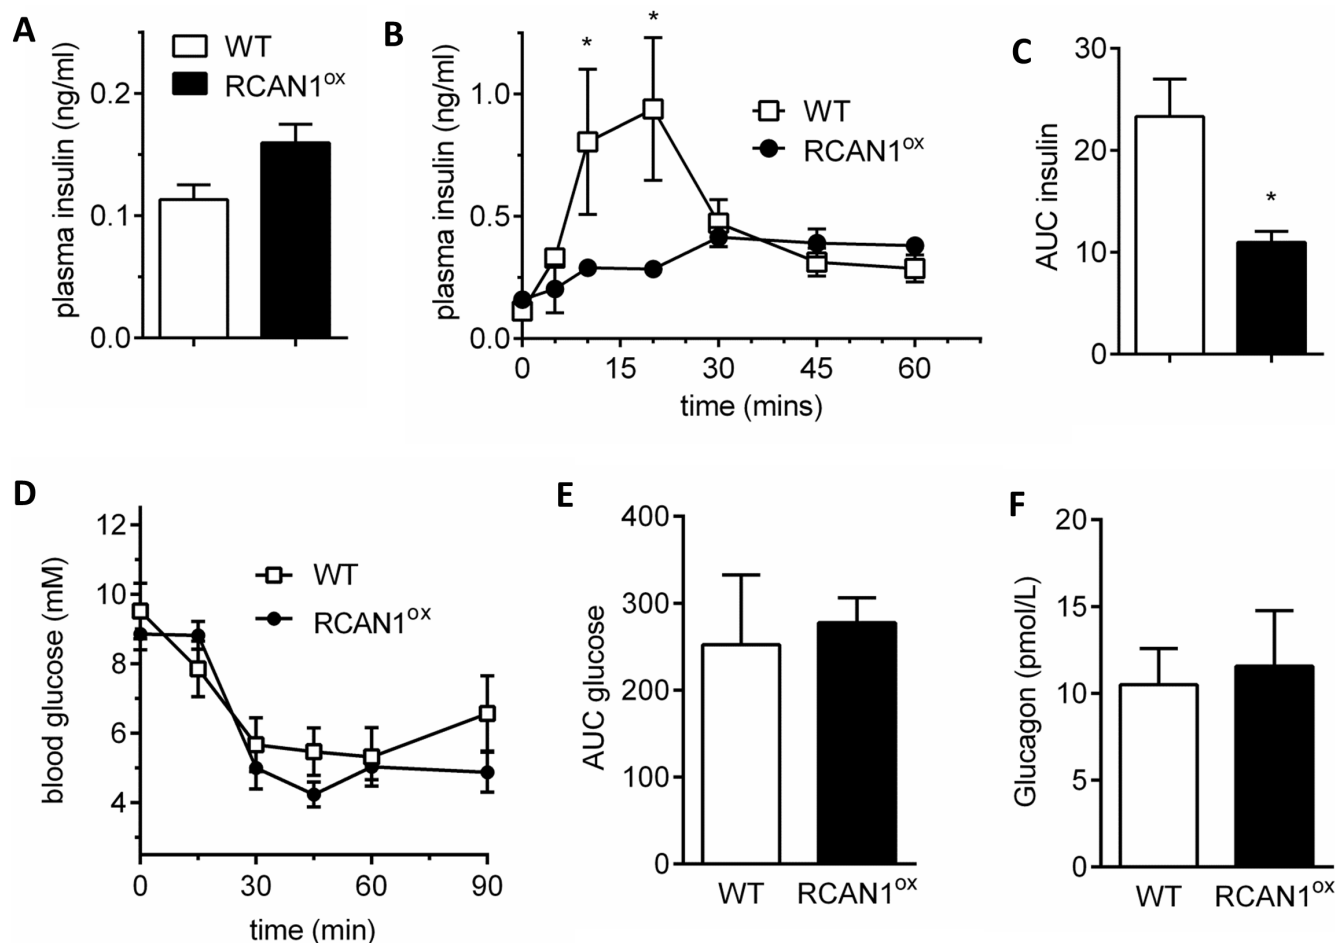 A
WT
RCAN1ox
plasma insulin (ng/ml)
0.2
0.1
0.0
B
*
*
plasma insulin (ng/ml)
1.0
0.5
0.0
WT
RCAN1ox
0 15 30 45 60
time (mins)
C
AUC insulin
30
20
10
0
*
D
blood glucose (mM)
12
10
8
6
4
WT
RCAN1ox
0 30 60 90
time (min)
E
AUC glucose
400
300
200
100
0
WT RCAN1ox
F
Glucagon (pmol/L)
20
15
10
5
0
WT RCAN1ox